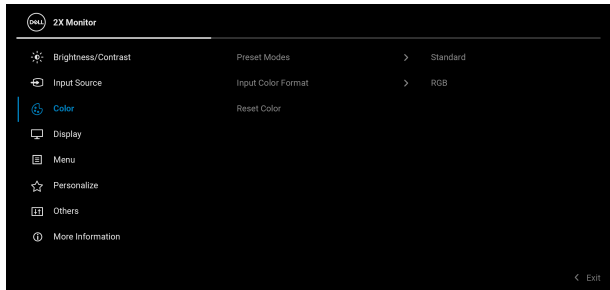 DELL 2X Monitor
Brightness/Contrast Preset Modes > Standard
Input Source Input Color Format > RGB
Color Reset Color
Display
Menu
Personalize
Others
More Information
< Exit